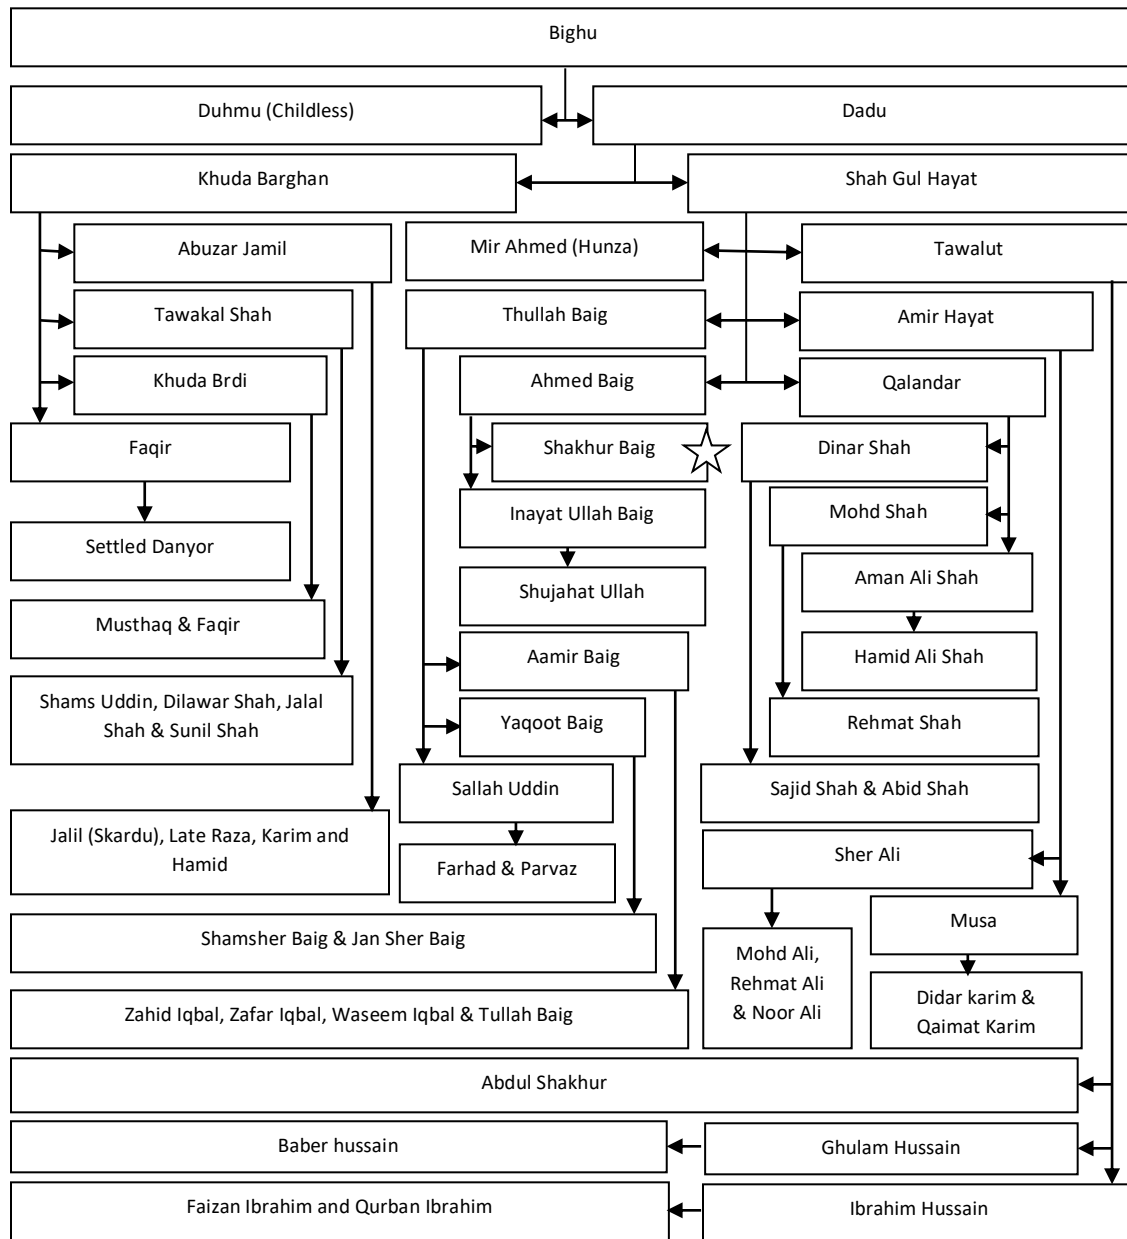 Bighu
Duhmu (Childless)
Dadu
Khuda Barghan
Shah Gul Hayat
Abuzar Jamil
Mir Ahmed (Hunza)
Tawalut
Tawakal Shah
Thullah Baig
Amir Hayat
Khuda Brdi
Ahmed Baig
Qalandar
Faqir
Shakhur Baig
Dinar Shah
Settled Danyor
Inayat Ullah Baig
Mohd Shah
Shujahat Ullah
Aman Ali Shah
Musthaq & Faqir
Aamir Baig
Hamid Ali Shah
Shams Uddin, Dilawar Shah, Jalal
Shah & Sunil Shah
Yaqoot Baig
Rehmat Shah
Sallah Uddin
Sajid Shah & Abid Shah
Jalil (Skardu), Late Raza, Karim and
Hamid
Farhad & Parvaz
Sher Ali
Shamsher Baig & Jan Sher Baig
Musa
Mohd Ali,
Rehmat Ali
& Noor Ali
Didar karim &
Qaimat Karim
Zahid Iqbal, Zafar Iqbal, Waseem Iqbal & Tullah Baig
Abdul Shakhur
Baber hussain
Ghulam Hussain
Faizan Ibrahim and Qurban Ibrahim
Ibrahim Hussain